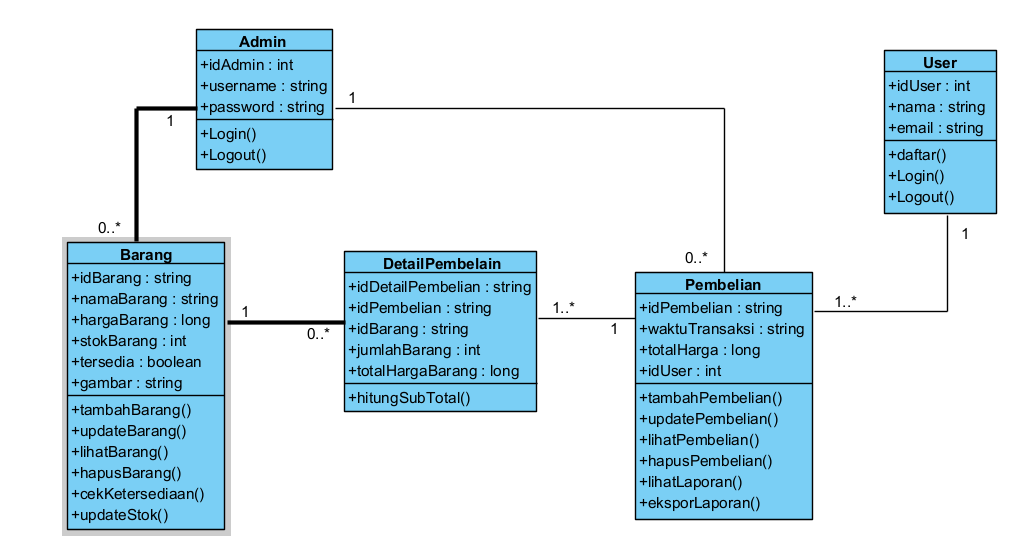 Admin
+idAdmin : int
+username : string
+password : string
+Login()
+Logout()
User
+idUser : int
+nama : string
+email : string
+daftar()
+Login()
+Logout()
1
1
0..*
0..*
1
1..*
Barang
+idBarang : string
+namaBarang : string
+hargaBarang : long
+stokBarang : int
+tersedia : boolean
+gambar : string
+tambahBarang()
+updateBarang()
+lihatBarang()
+hapusBarang()
+cekKetersediaan()
+updateStok()
1
0..*
DetailPembelain
+idDetailPembelian : string
+idPembelian : string
+idBarang : string
+jumlahBarang : int
+totalHargaBarang : long
+hitungSubTotal()
1..*
1
Pembelian
+idPembelian : string
+waktuTransaksi : string
+totalHarga : long
+idUser : int
+tambahPembelian()
+updatePembelian()
+lihatPembelian()
+hapusPembelian()
+lihatLaporan()
+eksporLaporan()